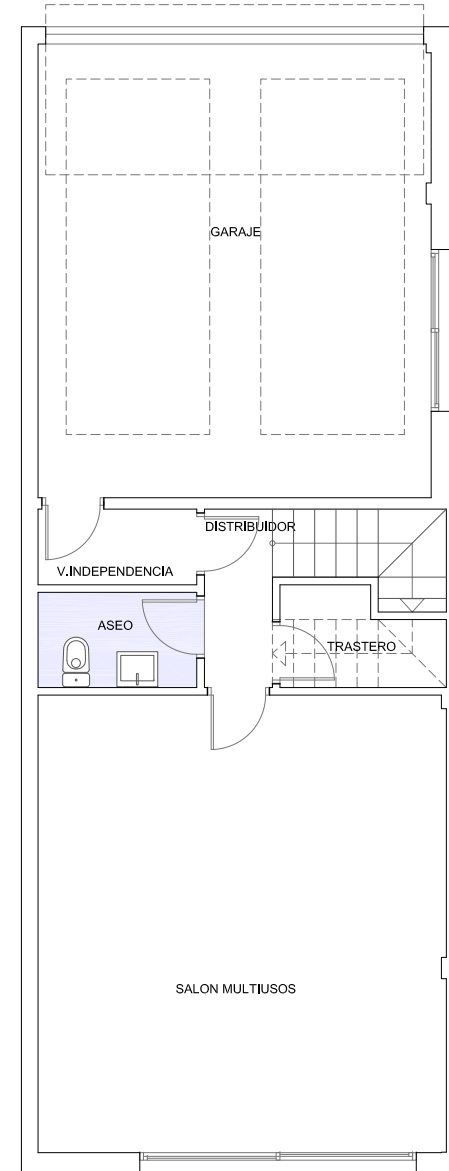 GARAJE
DISTRIBUIDOR
V.INDEPENDENCIA
ASEO
TRASTERO
SALON MULTIUSOS